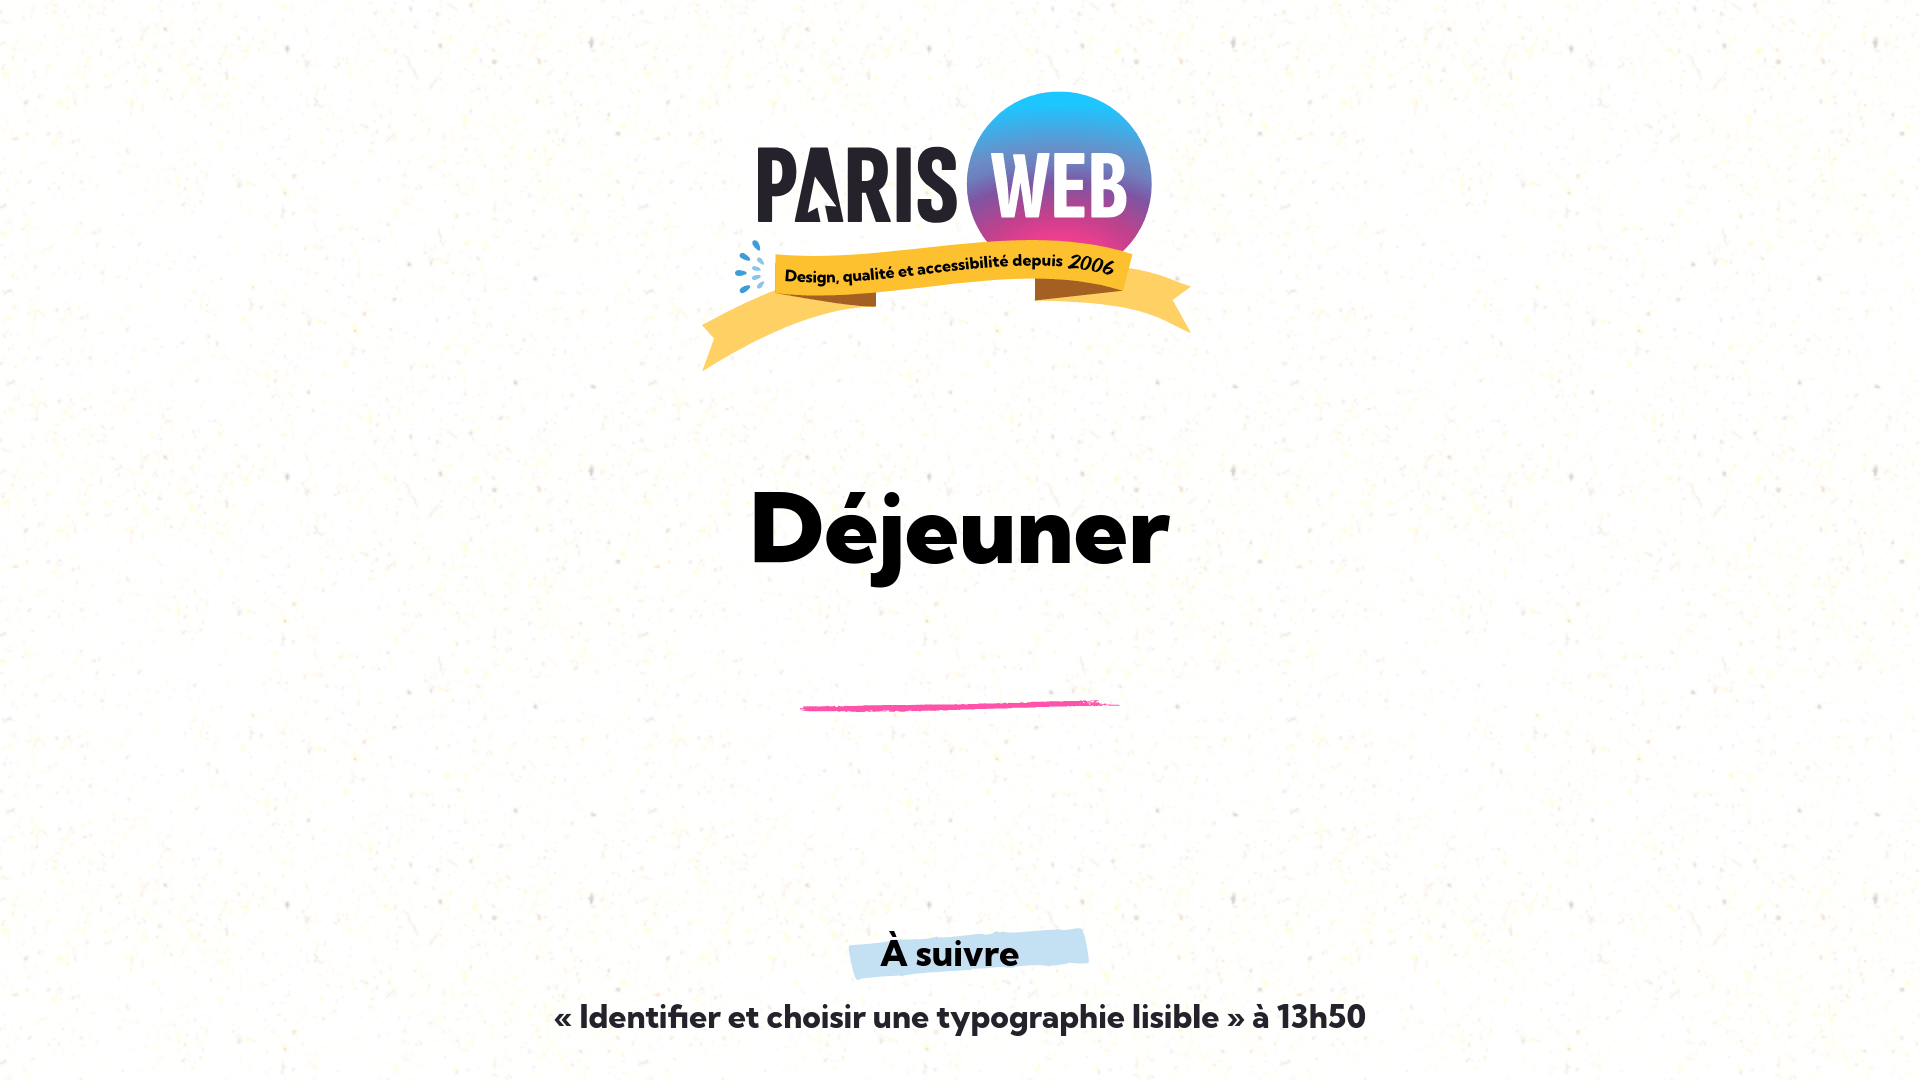 PARIS WEB
Design, qualité et accessibilité depuis 2006
Déjeuner
À suivre
« Identifier et choisir une typographie lisible » à 13h50